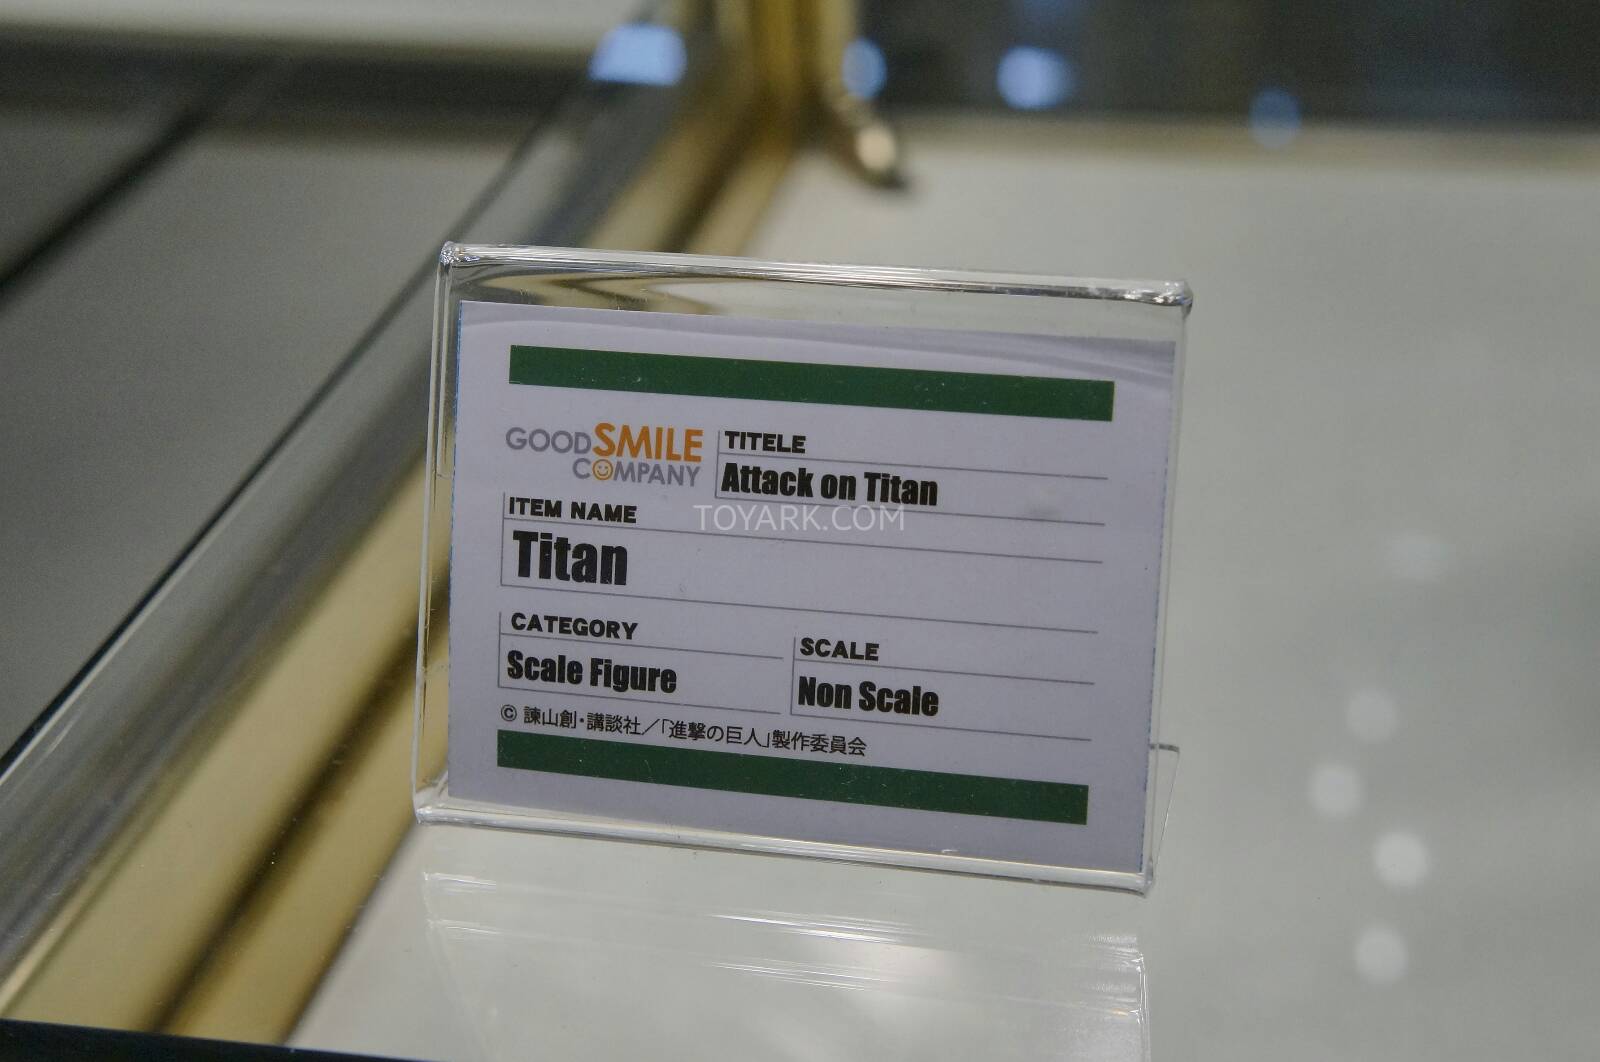 GOOD SMILE
COMPANY
TITELE
Attack on Titan
ITEM NAME
TOYARK.COM
Titan
CATEGORY
Scale Figure
SCALE
Non Scale
© 諫山創・講談社／「進撃の巨人」製作委員会